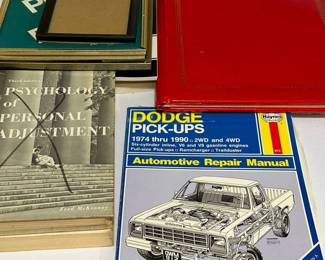 Third edition
PSYCHOLOGY
of
PERSONAL
ADJUSTMENT
Fred McKinney
DODGE
PICK-UPS
1974 thru 1990 □ 2WD and 4WD
Six-cylinder inline, V6 and V8 gasoline engines
Full-size Pick-ups □ Ramcharger □ Trailduster
Haynes
Automotive Repair Manual